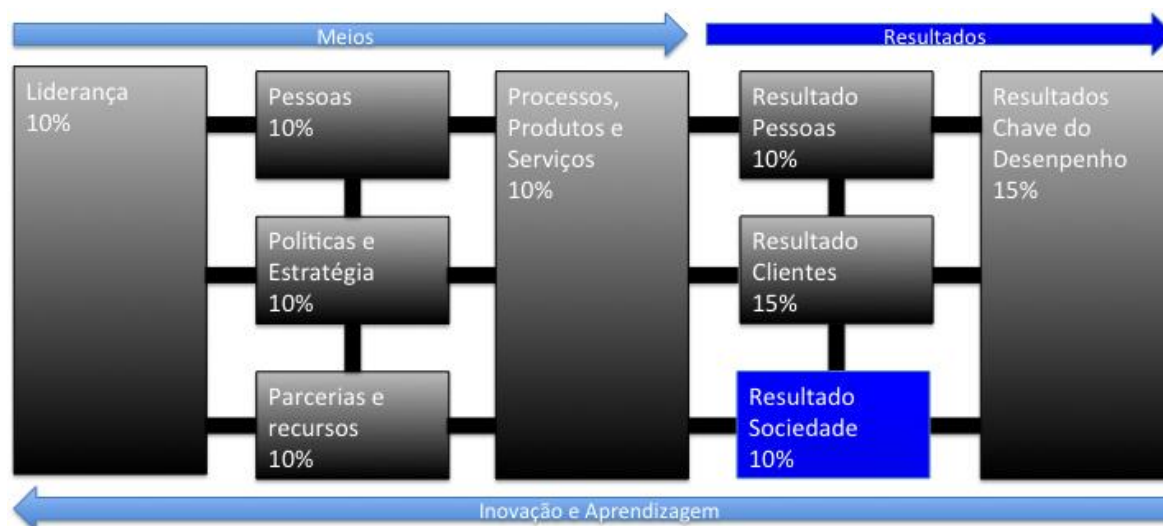 Meios
Resultados
Liderança
10%
Pessoas
10%
Politicas e
Estratégia
10%
Parcerias e
recursos
10%
Processos,
Produtos e
Serviços
10%
Resultado
Pessoas
10%
Resultado
Clientes
15%
Resultado
Sociedade
10%
Resultados
Chave do
Desenpenho
15%
Inovação e Aprendizagem